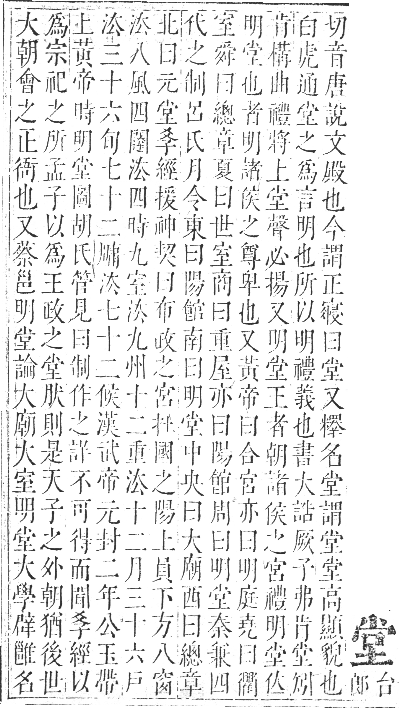 堂
台郎
切音唐說文殿也今謂正寢曰堂又釋名堂謂堂堂高顯貌也
白虎通堂之為言明也所以明禮義也書大誥厥子弗肯堂矧
肯構曲禮將上堂聲必揚又明堂王者朝諸侯之宮禮明堂位
明堂也者明諸侯之尊卑也又黃帝曰合宮亦曰明庭堯曰衢
室舜曰總章夏曰世室商曰重屋亦曰陽館周曰明堂秦兼四
代之制呂氏月令東曰陽館南曰明堂中央曰大廟西曰總章
北曰元堂孝經援神契曰布政之宮在國之陽上員下方八窗
法八風四闥法四時九室法九州十二重法十二月三十六戶
法三十六旬七十二牖法七十二候漢武帝元封二年公玉帶
上黃帝時明堂圖胡氏管見曰制作之詳不可得而聞孝經以
為宗祀之所孟子以為王政之堂然則是天子之外朝猶後世
大朝會之正衙也又蔡邕明堂論大廟大室明堂大學辟雝名